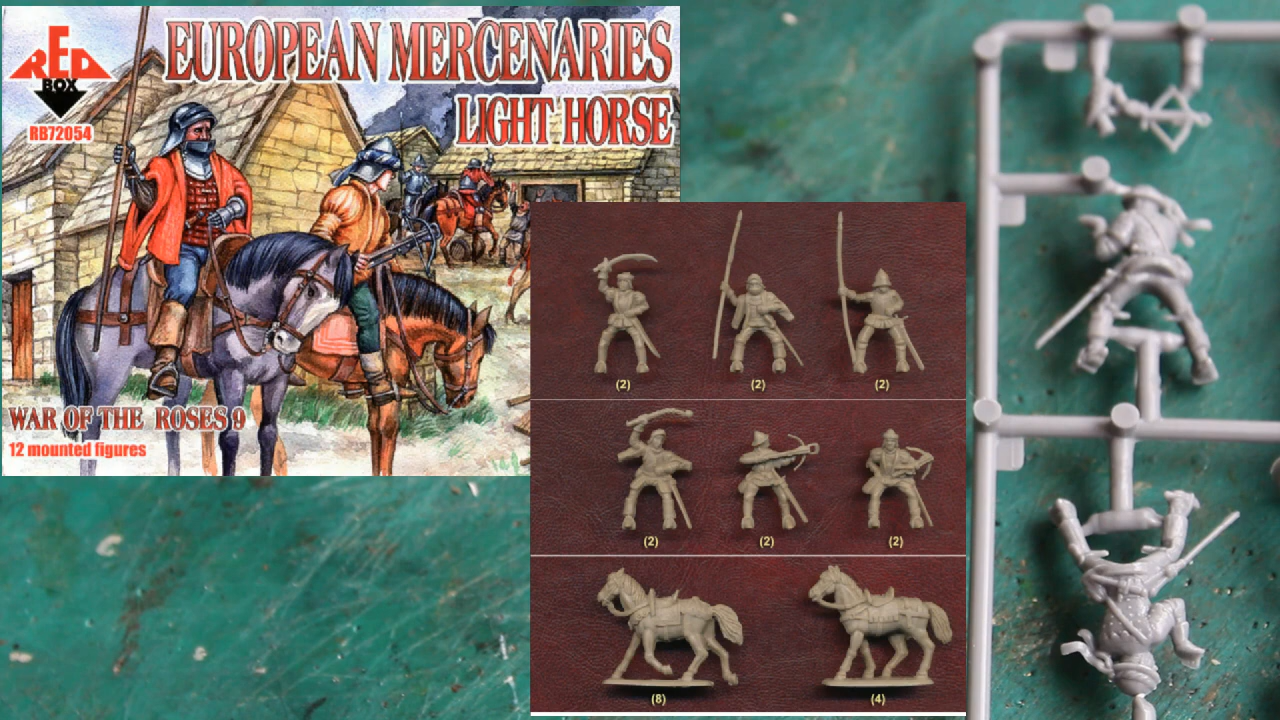 EUROPEAN MERCENARIES
LIGHT HORSE
RED
BOX
RB72054
WAR OF THE ROSES 9
12 mounted figures
(2)
(2)
(2)
(2)
(2)
(2)
(8)
(4)